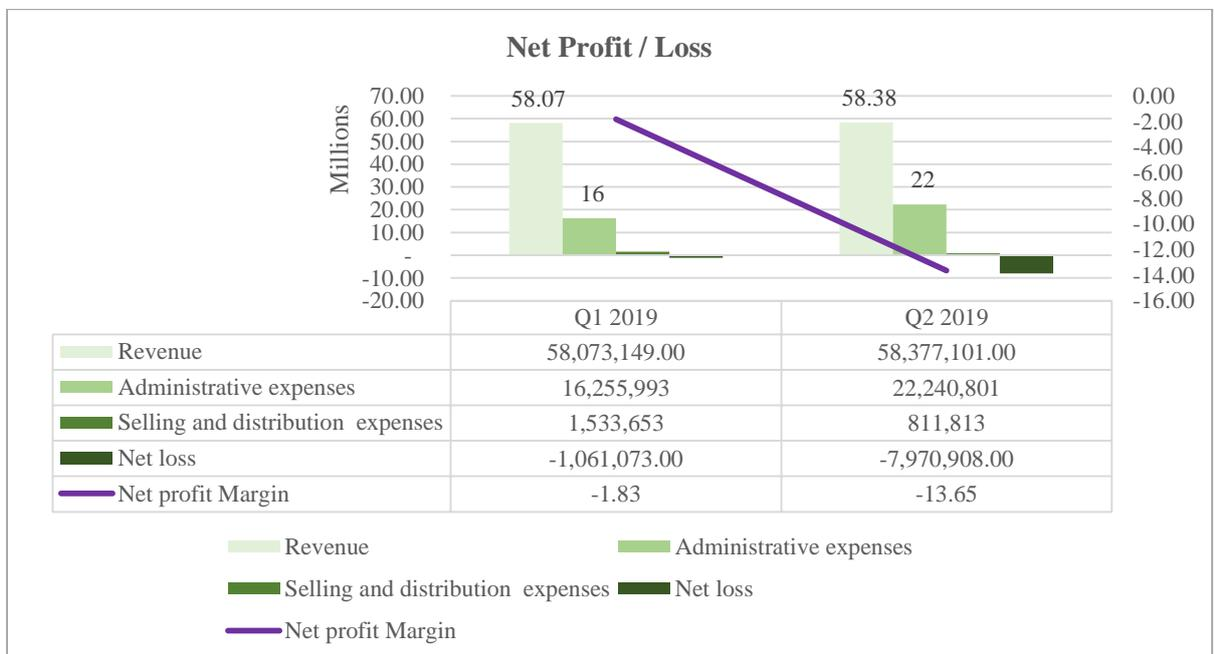 Net Profit / Loss
Millions
70.00
60.00
50.00
40.00
30.00
20.00
10.00
-
-10.00
-20.00
58.07
16
58.38
22
0.00
-2.00
-4.00
-6.00
-8.00
-10.00
-12.00
-14.00
-16.00
Q1 2019 Q2 2019
Revenue 58,073,149.00 58,377,101.00
Administrative expenses 16,255,993 22,240,801
Selling and distribution  expenses 1,533,653 811,813
Net loss -1,061,073.00 -7,970,908.00
Net profit Margin -1.83 -13.65
Revenue Administrative expenses
Selling and distribution  expenses Net loss
Net profit Margin